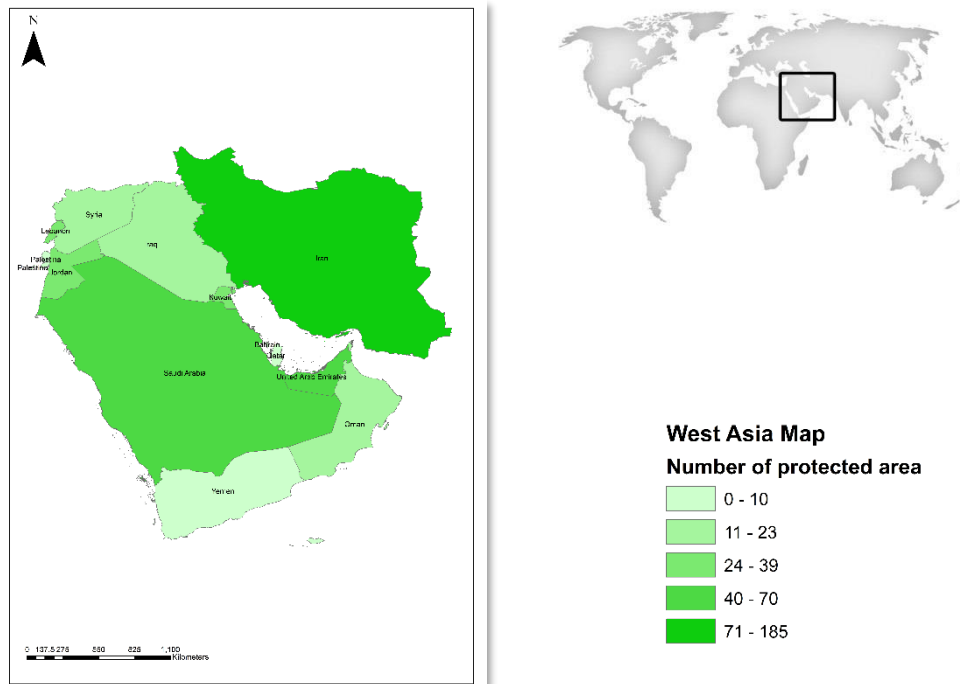 N
Syria
Lebanon
Iraq
Iran
Palestina
Palestina
Jordan
Kuwait
Bahrain
Qatar
United Arab Emirates
Saudi Arabia
Oman
Yemen
0 137.5 275 550 825 1,100
Kilometers
West Asia Map
Number of protected area
0 - 10
11 - 23
24 - 39
40 - 70
71 - 185